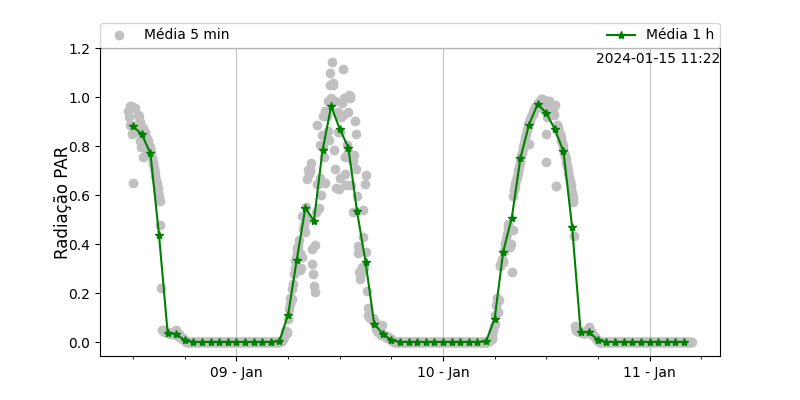 Média 5 min
Média 1 h
2024-01-15 11:22
Radiação PAR
1.2
1.0
0.8
0.6
0.4
0.2
0.0
09 - Jan
10 - Jan
11 - Jan